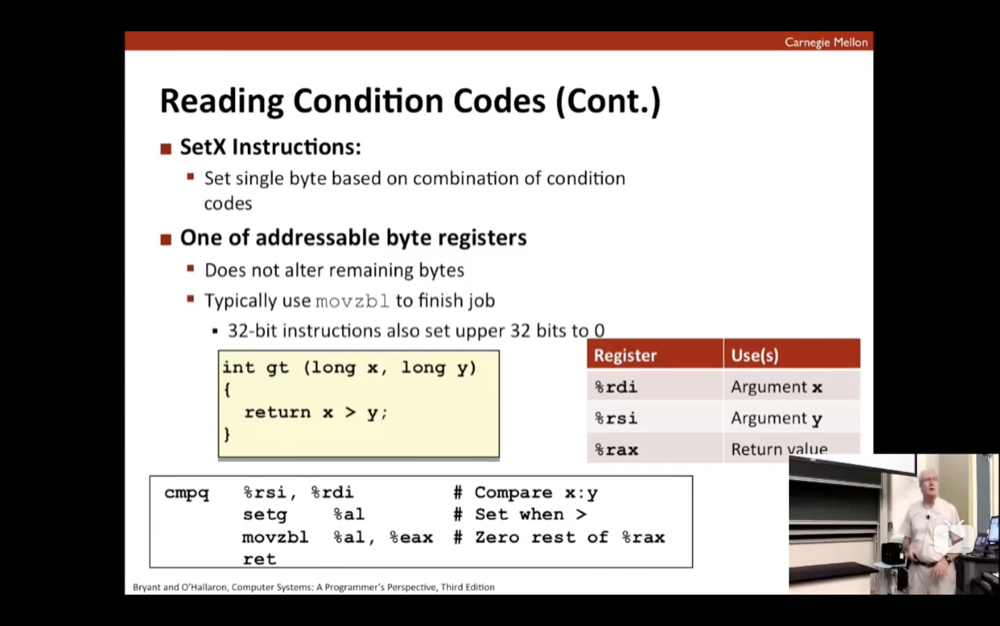 Carnegie Mellon
Reading Condition Codes (Cont.)
SetX Instructions:
Set single byte based on combination of condition
codes
One of addressable byte registers
Does not alter remaining bytes
Typically use movzbl to finish job
32-bit instructions also set upper 32 bits to 0
int gt (long x, long y)
{
return x > y;
}
Register Use(s)
%rdi Argument x
%rsi Argument y
%rax Return value
cmpq %rsi, %rdi # Compare x:y
setg %al # Set when >
movzbl %al, %eax # Zero rest of %rax
ret
Bryant and O'Hallaron, Computer Systems: A Programmer's Perspective, Third Edition